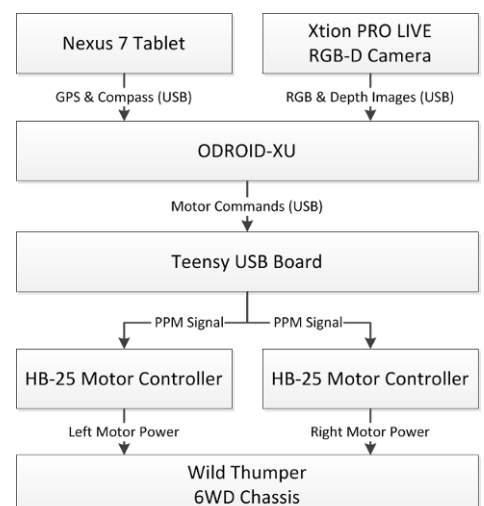 Nexus 7 Tablet
Xtion PRO LIVE
RGB-D Camera
GPS & Compass (USB)
RGB & Depth Images (USB)
ODROID-XU
Motor Commands (USB)
Teensy USB Board
PPM Signal
PPM Signal
HB-25 Motor Controller
HB-25 Motor Controller
Left Motor Power
Right Motor Power
Wild Thumper
6WD Chassis